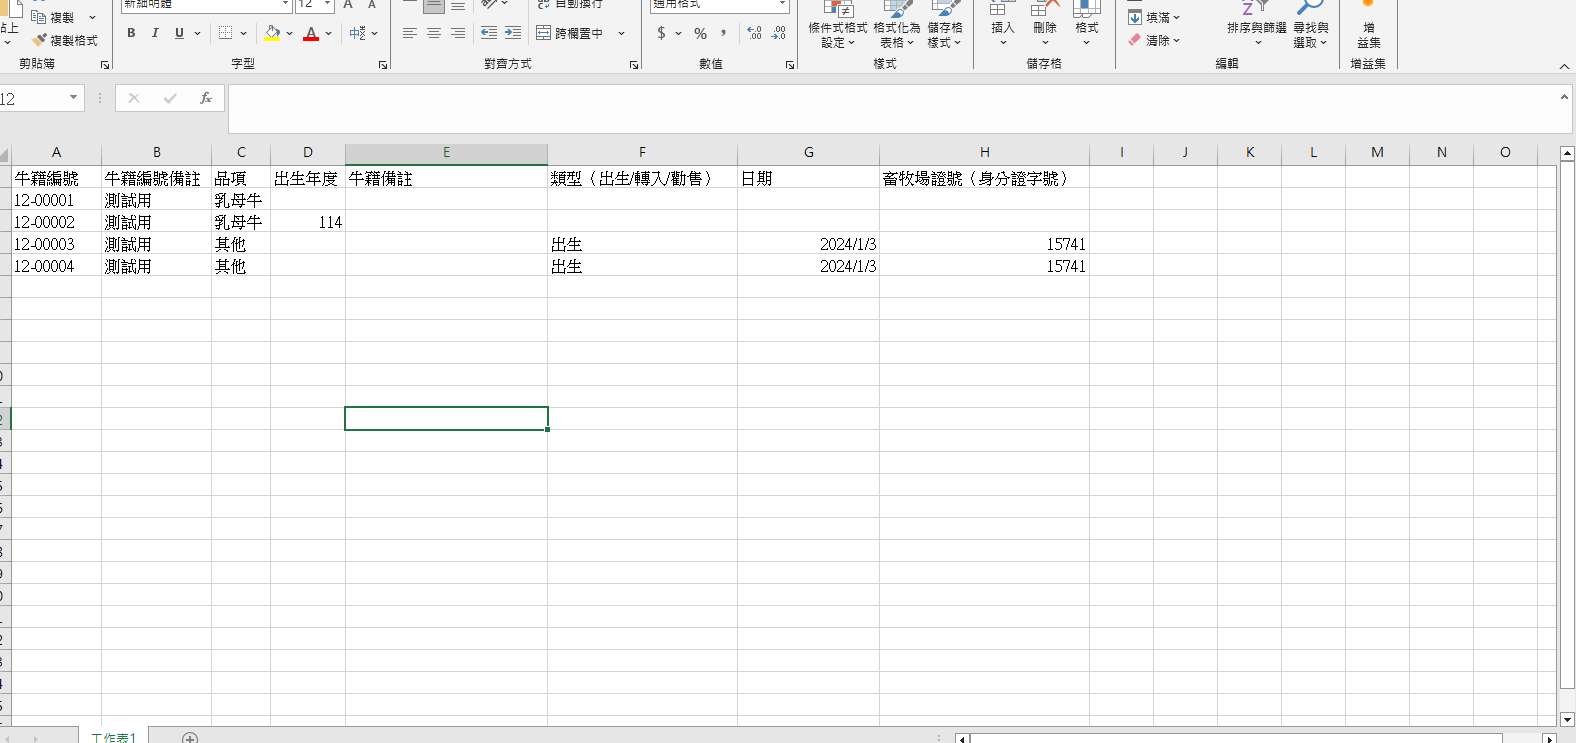 複製
複製格式
剪貼簿
新細明體
12
A A
B I U
中
字型
自動換行
跨欄置中
對齊方式
通用格式
$ % ,
數值
條件式格式設定
格式化為表格
儲存格樣式
樣式
插入
刪除
格式
儲存格
填滿
清除
排序與篩選
尋找與選取
編輯
增益集
增益集
12
fx
A B C D E F G H I J K L M N O
牛籍編號 牛籍編號備註 品項 出生年度 牛籍備註 類型（出生/轉入/勸售） 日期 畜牧場證號（身分證字號）
12-00001 測試用 乳母牛
12-00002 測試用 乳母牛 114
12-00003 測試用 其他 出生 2024/1/3 15741
12-00004 測試用 其他 出生 2024/1/3 15741
工作表1